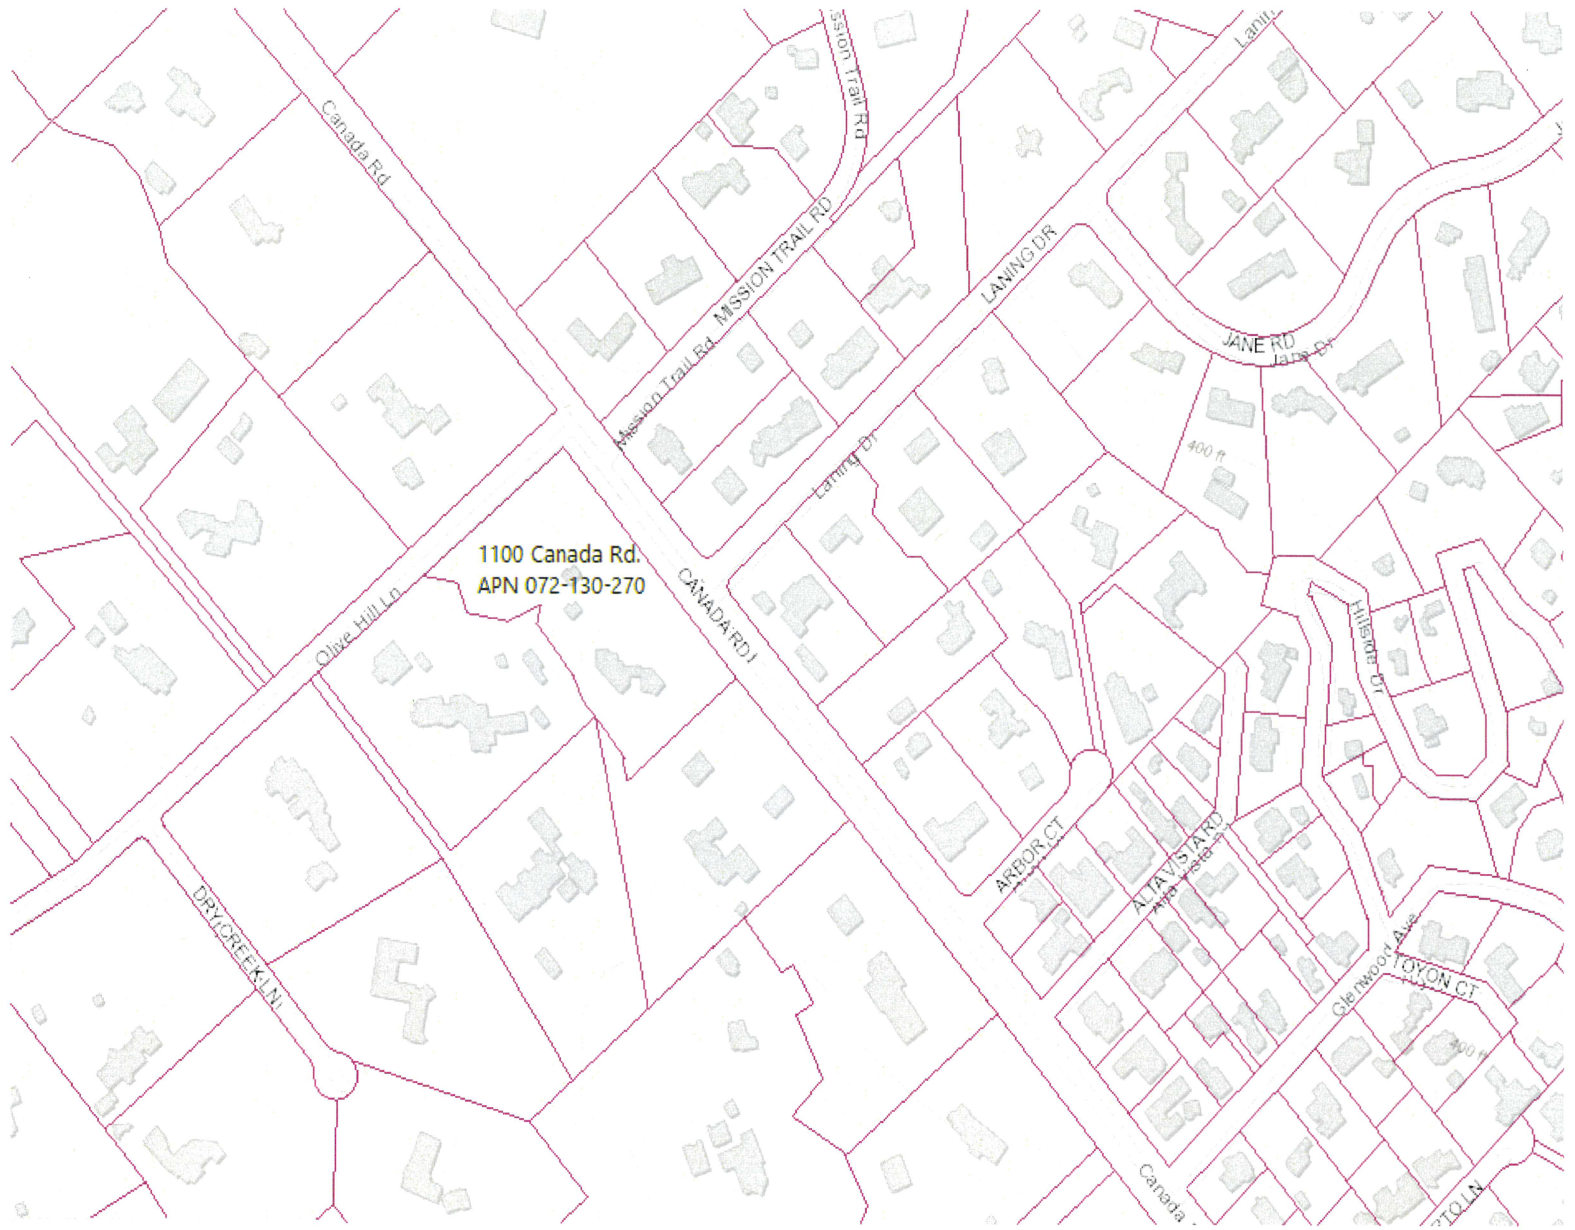 Lanin
ssion Trail Rd
Canada Rd
MISSION TRAIL RD
LANING DR
JANE RD
Jane Dr
Mission Trail Rd
Laning Dr
400 ft
1100 Canada Rd.
APN 072-130-270
CANADA RD
Olive Hill Ln
Hillside Dr
ARBOR CT
ALTA VISTA RD
Alta Vista
DRY CREEK LN
Glenwood Ave
TOYON CT
400 ft
Canada
TO LN